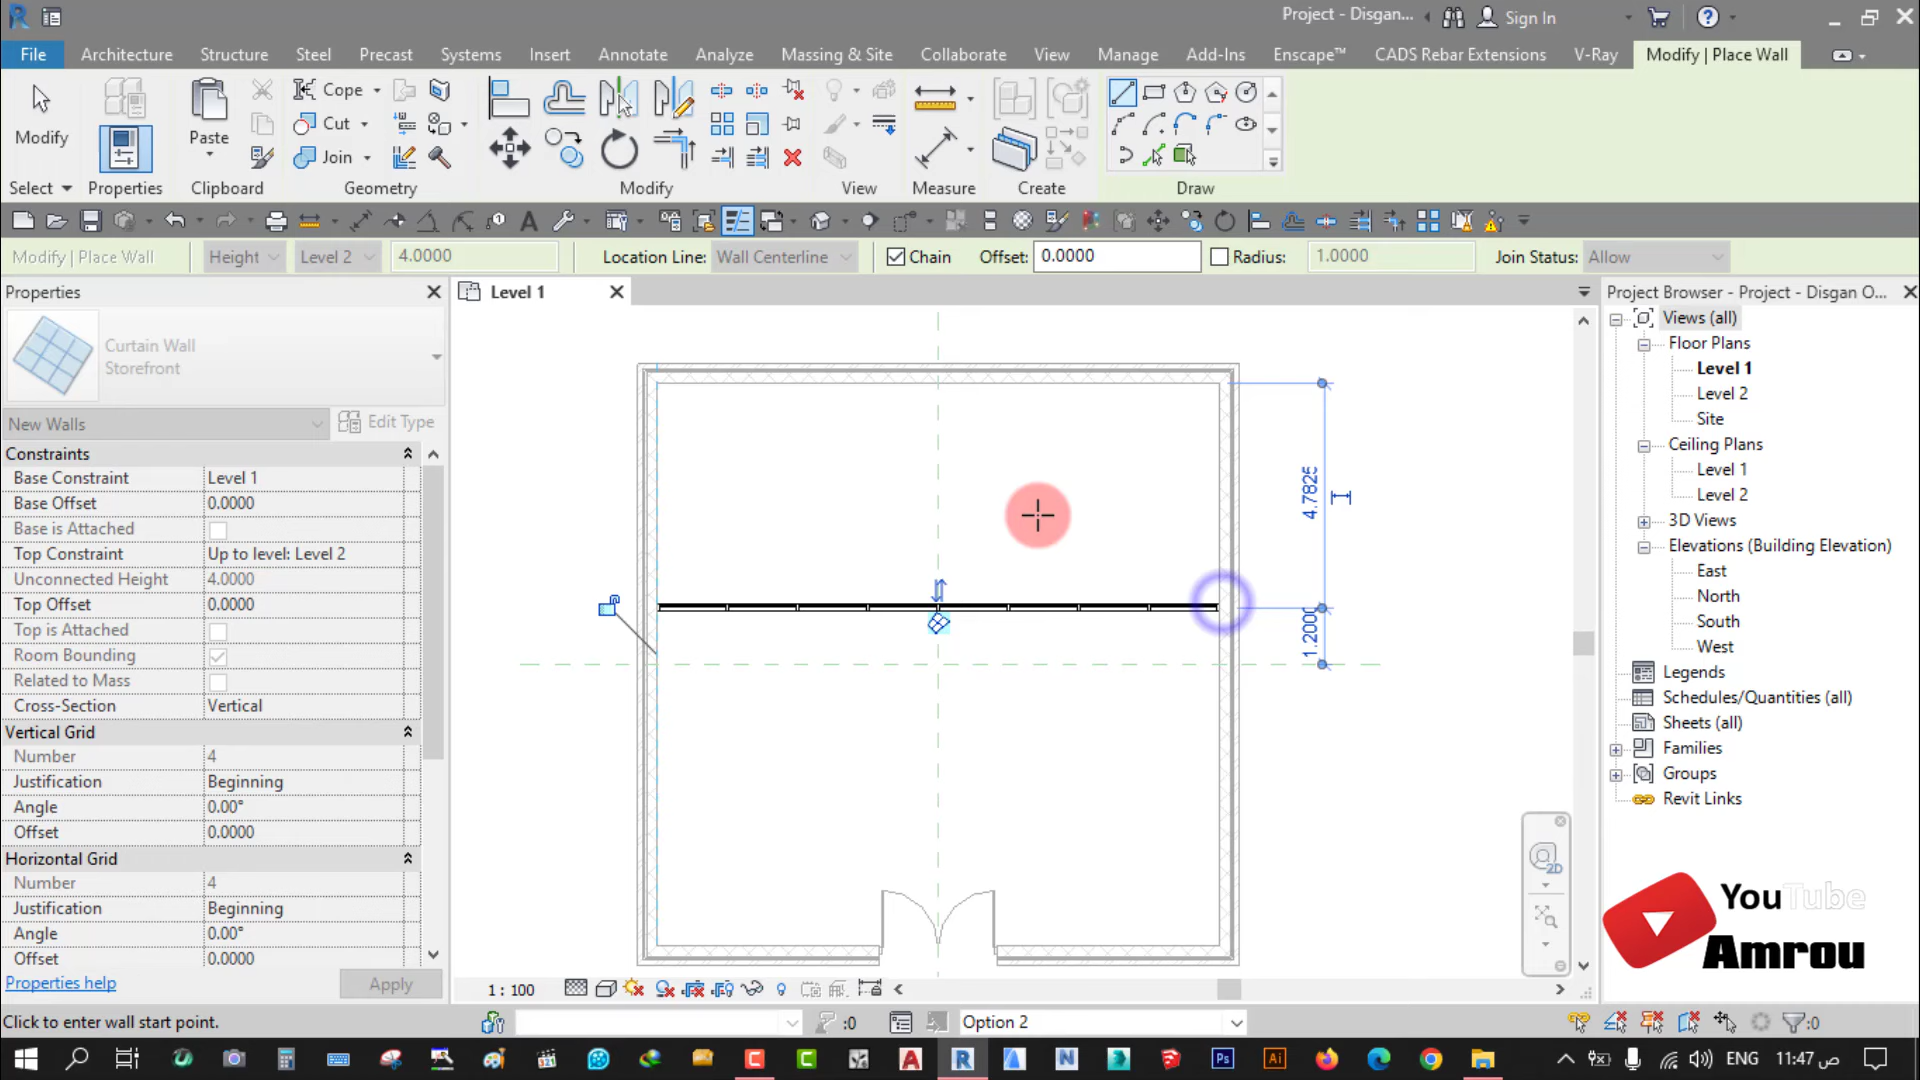 Project - Disgan... Sign In
File Architecture Structure Steel Precast Systems Insert Annotate Analyze Massing & Site Collaborate View Manage Add-Ins Enscape™ CADS Rebar Extensions V-Ray Modify | Place Wall
Modify Paste Cope Cut Join
Select Properties Clipboard Geometry Modify View Measure Create Draw
Modify | Place Wall Height Level 2 4.0000 Location Line: Wall Centerline Chain Offset: 0.0000 Radius: 1.0000 Join Status: Allow
Properties
Curtain Wall
Storefront
New Walls Edit Type
Constraints
Base Constraint Level 1
Base Offset 0.0000
Base is Attached
Top Constraint Up to level: Level 2
Unconnected Height 4.0000
Top Offset 0.0000
Top is Attached
Room Bounding
Related to Mass
Cross-Section Vertical
Vertical Grid
Number 4
Justification Beginning
Angle 0.00°
Offset 0.0000
Horizontal Grid
Number 4
Justification Beginning
Angle 0.00°
Offset 0.0000
Properties help Apply
Level 1
4.7825
1.2000
1 : 100
2D
Project Browser - Project - Disgan O...
Views (all)
Floor Plans
Level 1
Level 2
Site
Ceiling Plans
Level 1
Level 2
3D Views
Elevations (Building Elevation)
East
North
South
West
Legends
Schedules/Quantities (all)
Sheets (all)
Families
Groups
Revit Links
YouTube
Amrou
Click to enter wall start point. :0 Option 2 :0
ENG 11:47 ص